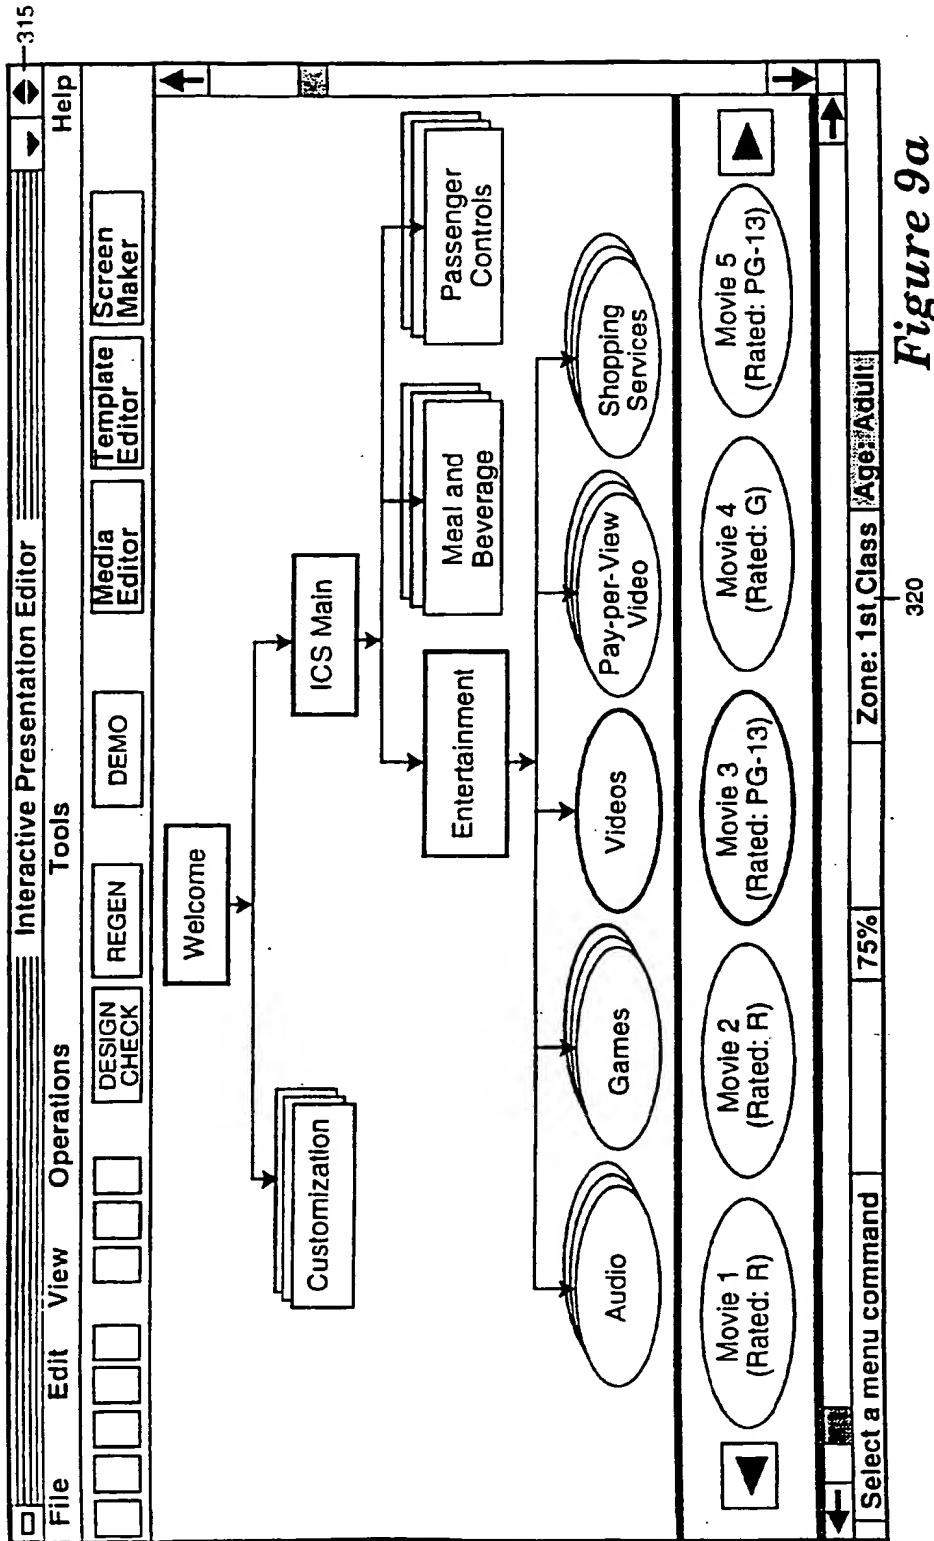 Interactive Presentation Editor
315
File Edit View Operations Tools Help
DESIGN
CHECK
REGEN
DEMO
Media
Editor
Template
Editor
Screen
Maker
Welcome
Customization
ICS Main
Entertainment
Meal and
Beverage
Passenger
Controls
Audio
Games
Videos
Pay-per-View
Video
Shopping
Services
Movie 1
(Rated: R)
Movie 2
(Rated: R)
Movie 3
(Rated: PG-13)
Movie 4
(Rated: G)
Movie 5
(Rated: PG-13)
Select a menu command
75%
Zone: 1st Class
Age: Adult
320
Figure 9a